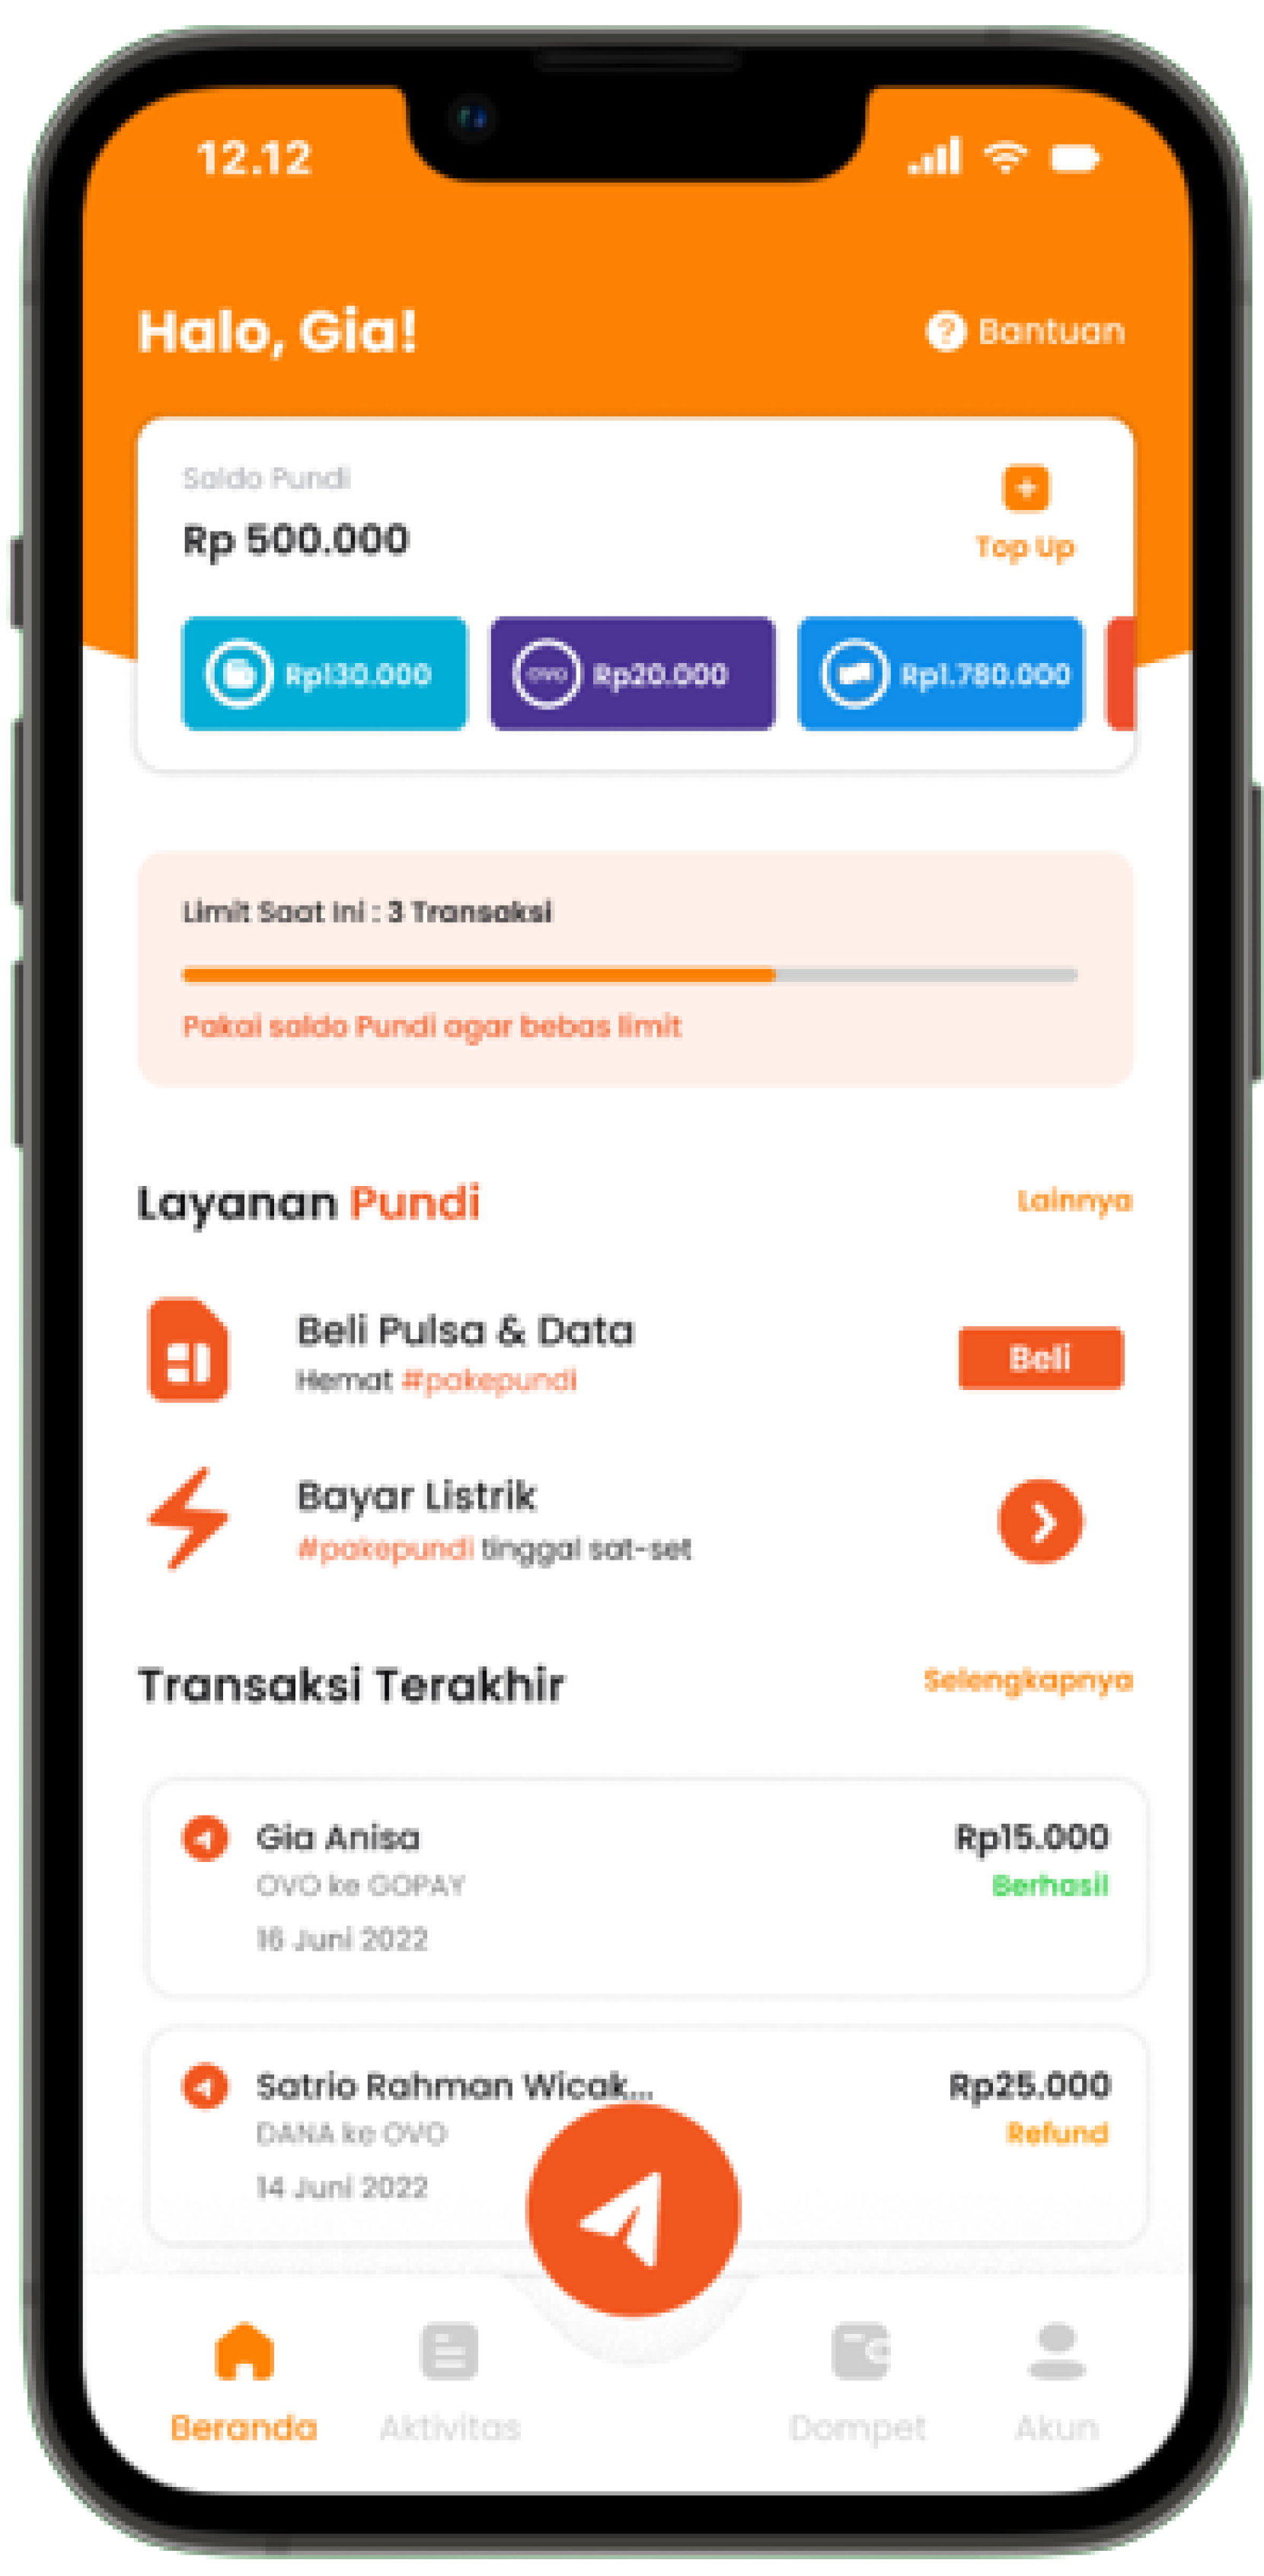 12.12
Halo, Gia!
Bantuan
Saldo Pundi
Rp 500.000
Top Up
Rp130.000
OVO
Rp20.000
Rp1.780.000
Limit Saat Ini : 3 Transaksi
Pakai saldo Pundi agar bebas limit
Layanan Pundi
Lainnya
Beli Pulsa & Data
Hemat #pakepundi
Beli
Bayar Listrik
#pakepundi tinggal sat-set
Transaksi Terakhir
Selengkapnya
Gia Anisa
Rp15.000
OVO ke GOPAY
Berhasil
16 Juni 2022
Satrio Rahman Wicak...
Rp25.000
DANA ke OVO
Refund
14 Juni 2022
Beranda
Aktivitas
Dompet
Akun